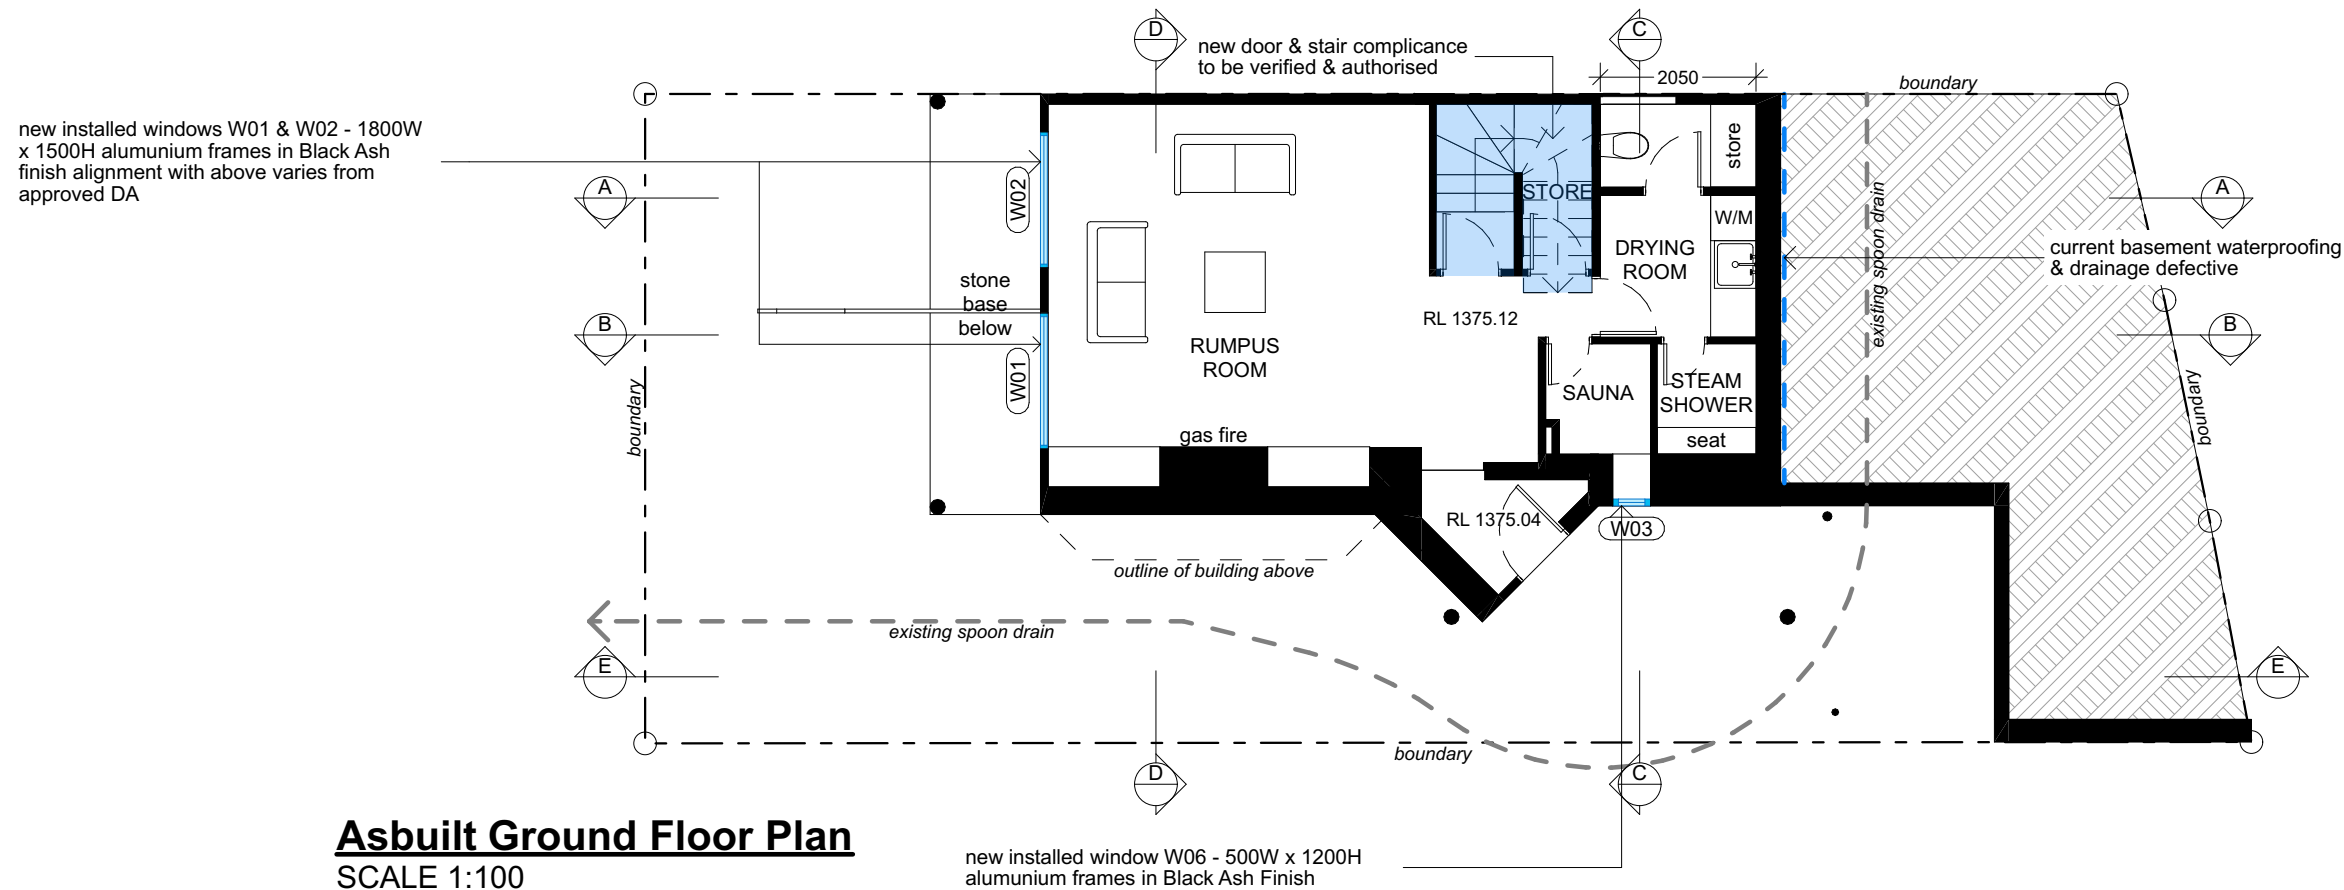 D
C
new door & stair complicance
to be verified & authorised
2050
boundary
new installed windows W01 & W02 - 1800W
x 1500H alumunium frames in Black Ash
finish alignment with above varies from
approved DA
store
W02
A
STORE
existing spoon drain
A
W/M
DRYING
ROOM
current basement waterproofing
& drainage defective
stone
base
below
B
RL 1375.12
B
RUMPUS
ROOM
W01
boundary
SAUNA
STEAM
SHOWER
boundary
gas fire
seat
RL 1375.04
W03
outline of building above
existing spoon drain
E
E
boundary
D
C
Asbuilt Ground Floor Plan
SCALE 1:100
new installed window W06 - 500W x 1200H
alumunium frames in Black Ash Finish